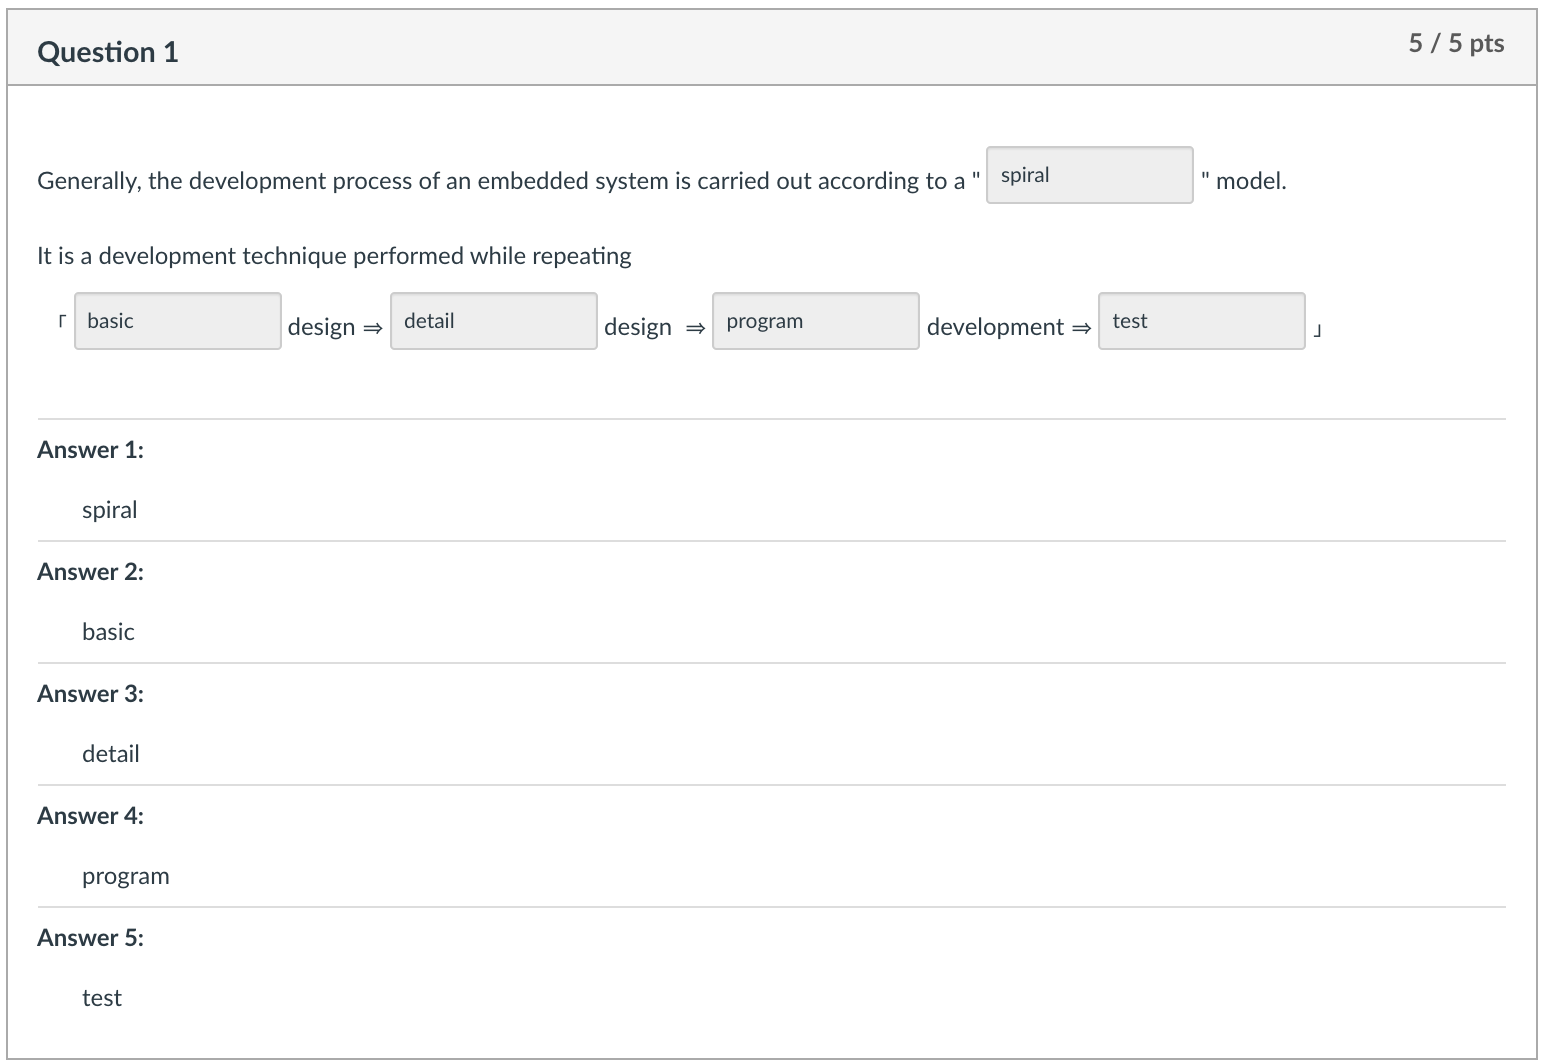 Question 1
5 / 5 pts
Generally, the development process of an embedded system is carried out according to a " spiral " model.
It is a development technique performed while repeating
「 basic design ⇒ detail design ⇒ program development ⇒ test 」
Answer 1:
spiral
Answer 2:
basic
Answer 3:
detail
Answer 4:
program
Answer 5:
test